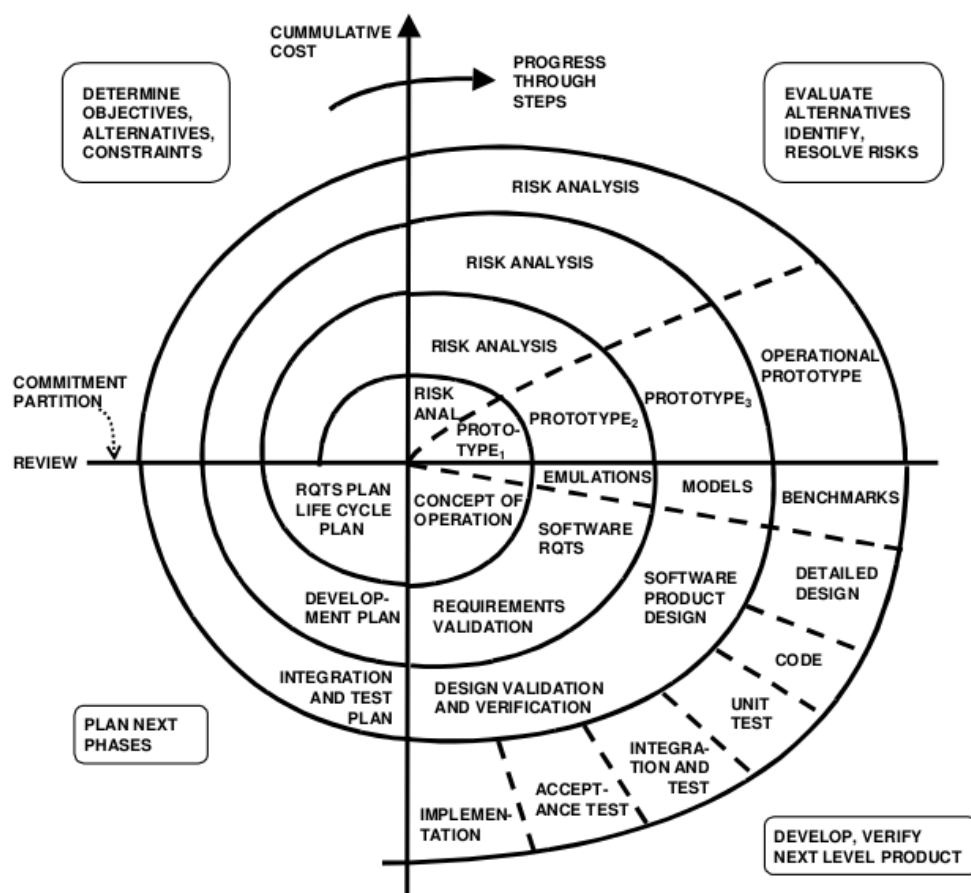 CUMMULATIVE
COST
PROGRESS
THROUGH
STEPS
DETERMINE
OBJECTIVES,
ALTERNATIVES,
CONSTRAINTS
EVALUATE
ALTERNATIVES
IDENTIFY,
RESOLVE RISKS
RISK ANALYSIS
RISK ANALYSIS
RISK ANALYSIS
RISK
ANAL.
PROTO-
TYPE1
PROTOTYPE2
PROTOTYPE3
OPERATIONAL
PROTOTYPE
COMMITMENT
PARTITION
REVIEW
EMULATIONS
MODELS
BENCHMARKS
RQTS PLAN
LIFE CYCLE
PLAN
CONCEPT OF
OPERATION
SOFTWARE
RQTS
SOFTWARE
PRODUCT
DESIGN
DETAILED
DESIGN
DEVELOP-
MENT PLAN
REQUIREMENTS
VALIDATION
CODE
UNIT
TEST
INTEGRATION
AND TEST
PLAN
DESIGN VALIDATION
AND VERIFICATION
INTEGRA-
TION AND
TEST
ACCEPT-
ANCE TEST
IMPLEMEN-
TATION
PLAN NEXT
PHASES
DEVELOP, VERIFY
NEXT LEVEL PRODUCT